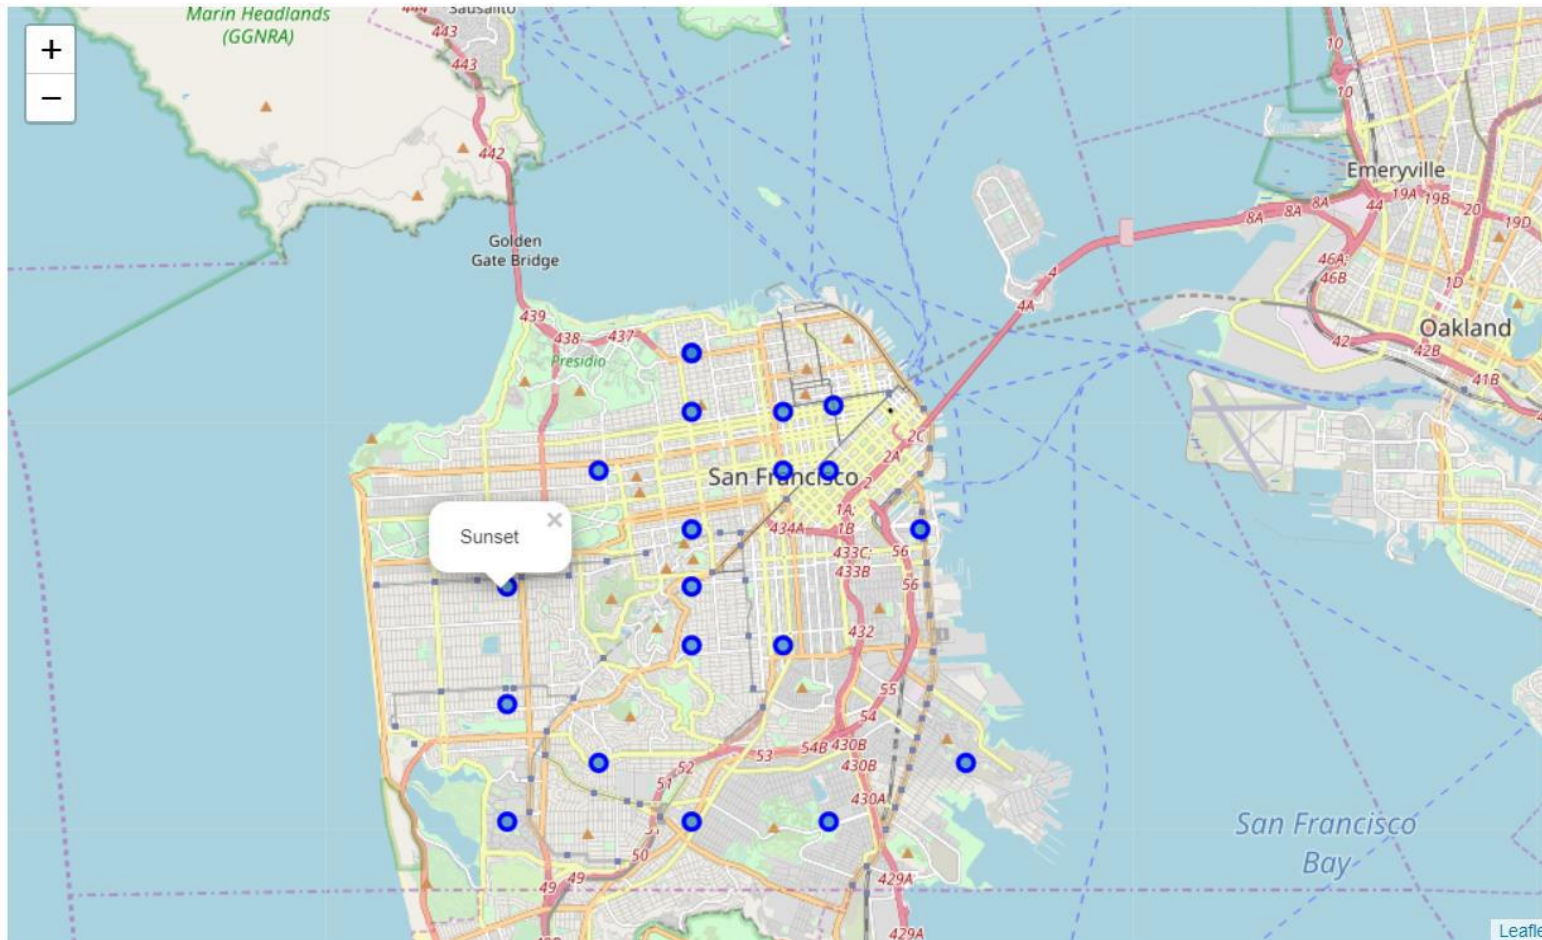 Marin Headlands
(GGNRA)
444
Sausalito
443
443
442
+
−
Golden
Gate Bridge
439
438
437
Presidio
10
10
Emeryville
19A
19B
44
20
19D
8A
8A
8A
46A;
46B
1D
4
4A
Oakland
42
42B
41B
2C
2A
2
San Francisco
1A
1B
434A
433C;
433B
56
56
Sunset
×
432
55
54
54B
430B
430B
53
52
51
430A
50
49
49
429A
429A
San Francisco
Bay
Leafle